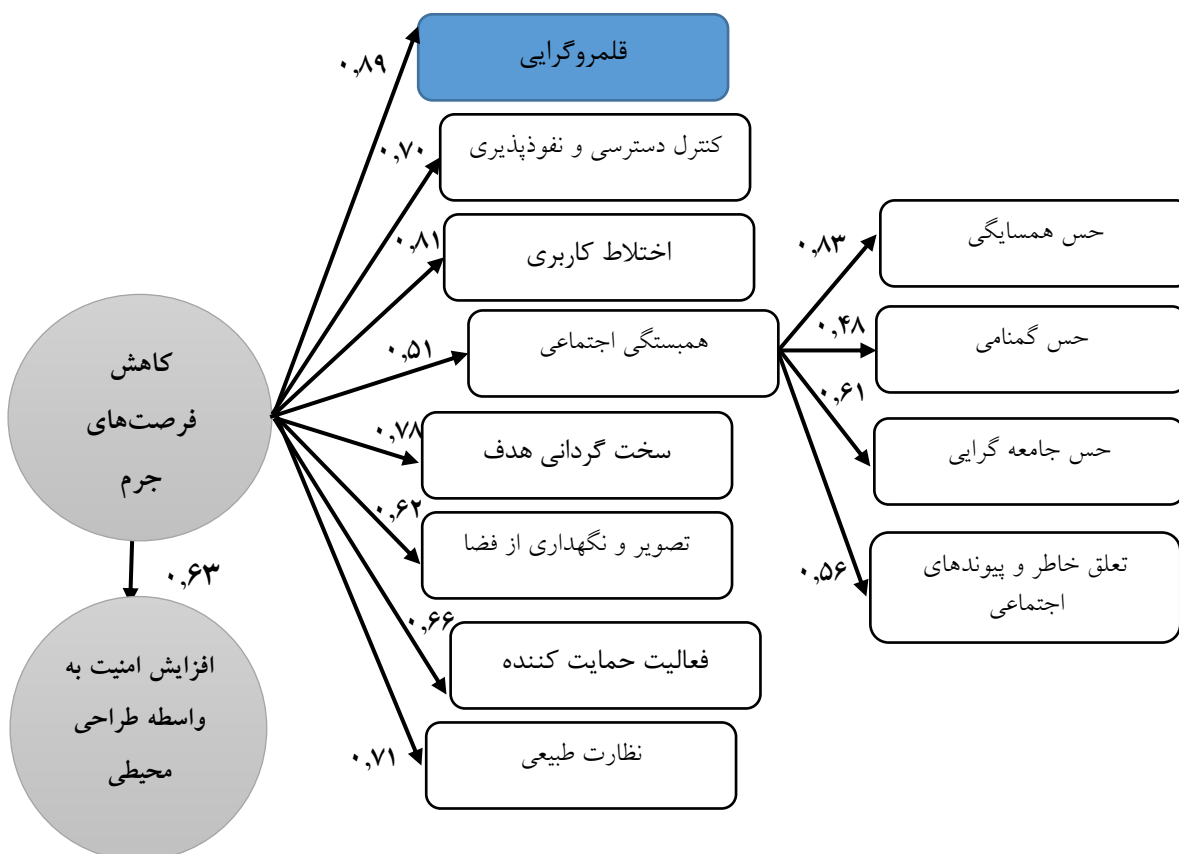 قلمروگرایی
۰,۸۹
کنترل دسترسی و نفوذپذیری
۰,۷۰
حس همسایگی
۰,۸۳
اختلاط کاربری
۰,۸۱
حس گمنامی
۰,۴۸
همبستگی اجتماعی
۰,۵۱
کاهش
فرصت‌های
جرم
حس جامعه گرایی
۰,۶۱
سخت گردانی هدف
۰,۷۸
تصویر و نگهداری از فضا
۰,۶۲
تعلق خاطر و پیوندهای
اجتماعی
۰,۵۶
۰,۶۳
فعالیت حمایت کننده
۰,۶۶
افزایش امنیت به
واسطه طراحی
محیطی
نظارت طبیعی
۰,۷۱